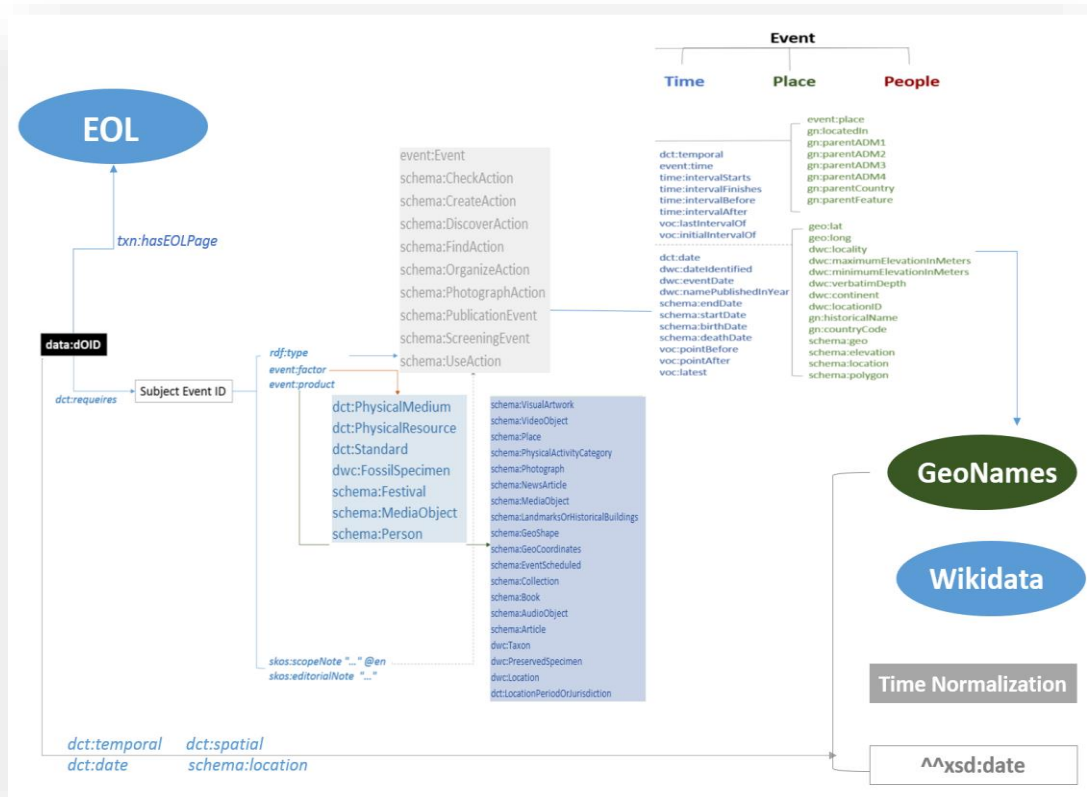 Event
Time Place People
EOL
txn:hasEOLPage
data:dOID
dct:requeires
Subject Event ID
rdf:type
event:factor
event:product
skos:scopeNote "..." @en
skos:editorialNote "..."
event:Event
schema:CheckAction
schema:CreateAction
schema:DiscoverAction
schema:FindAction
schema:OrganizeAction
schema:PhotographAction
schema:PublicationEvent
schema:ScreeningEvent
schema:UseAction
dct:PhysicalMedium
dct:PhysicalResource
dct:Standard
dwc:FossilSpecimen
schema:Festival
schema:MediaObject
schema:Person
schema:VisualArtwork
schema:VideoObject
schema:Place
schema:PhysicalActivityCategory
schema:Photograph
schema:NewsArticle
schema:MediaObject
schema:LandmarksOrHistoricalBuildings
schema:GeoShape
schema:GeoCoordinates
schema:EventScheduled
schema:Collection
schema:Book
schema:AudioObject
schema:Article
dwc:Taxon
dwc:PreservedSpecimen
dwc:Location
dct:LocationPeriodOrJurisdiction
dct:temporal
event:time
time:intervalStarts
time:intervalFinishes
time:intervalBefore
time:intervalAfter
voc:lastIntervalOf
voc:initialIntervalOf
dct:date
dwc:dateIdentified
dwc:eventDate
dwc:namePublishedInYear
schema:endDate
schema:startDate
schema:birthDate
schema:deathDate
voc:pointBefore
voc:pointAfter
voc:latest
event:place
gn:locatedIn
gn:parentADM1
gn:parentADM2
gn:parentADM3
gn:parentADM4
gn:parentCountry
gn:parentFeature
geo:lat
geo:long
dwc:locality
dwc:maximumElevationInMeters
dwc:minimumElevationInMeters
dwc:verbatimDepth
dwc:continent
dwc:locationID
gn:historicalName
gn:countryCode
schema:geo
schema:elevation
schema:location
schema:polygon
GeoNames
Wikidata
Time Normalization
^^xsd:date
dct:temporal dct:spatial
dct:date schema:location